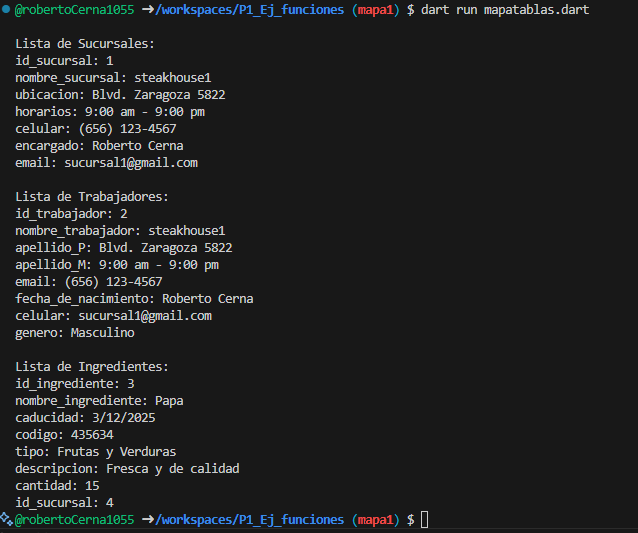 @robertoCerna1055 ➜/workspaces/P1_Ej_funciones (mapa1) $ dart run mapatablas.dart
Lista de Sucursales:
id_sucursal: 1
nombre_sucursal: steakhouse1
ubicacion: Blvd. Zaragoza 5822
horarios: 9:00 am - 9:00 pm
celular: (656) 123-4567
encargado: Roberto Cerna
email: sucursal1@gmail.com
Lista de Trabajadores:
id_trabajador: 2
nombre_trabajador: steakhouse1
apellido_P: Blvd. Zaragoza 5822
apellido_M: 9:00 am - 9:00 pm
email: (656) 123-4567
fecha_de_nacimiento: Roberto Cerna
celular: sucursal1@gmail.com
genero: Masculino
Lista de Ingredientes:
id_ingrediente: 3
nombre_ingrediente: Papa
caducidad: 3/12/2025
codigo: 435634
tipo: Frutas y Verduras
descripcion: Fresca y de calidad
cantidad: 15
id_sucursal: 4
@robertoCerna1055 ➜/workspaces/P1_Ej_funciones (mapa1) $